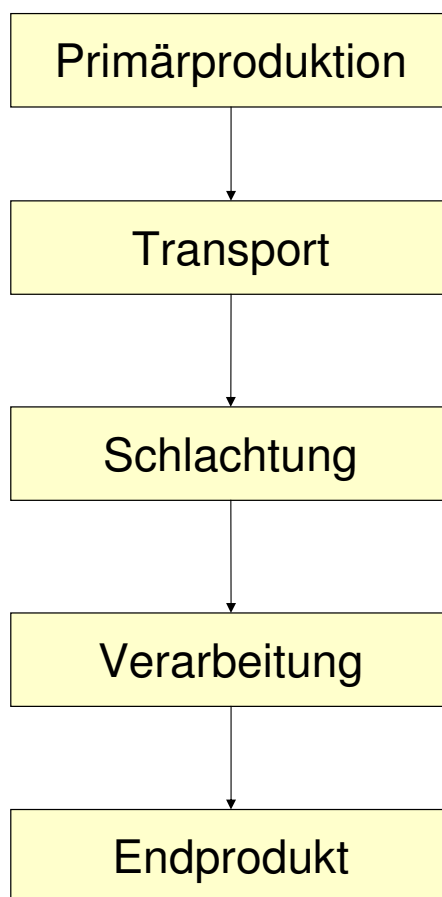 Primärproduktion
Transport
Schlachtung
Verarbeitung
Endprodukt